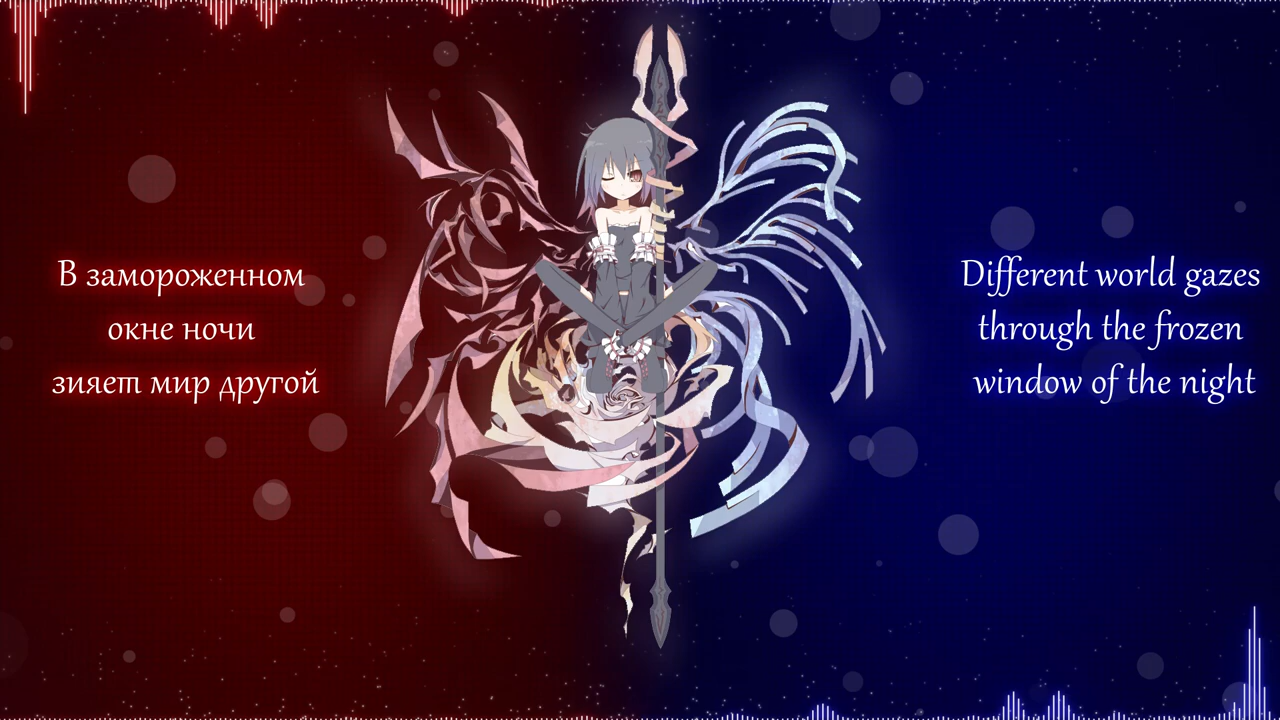 В замороженном
окне ночи
зияет мир другой
Different world gazes
through the frozen
window of the night